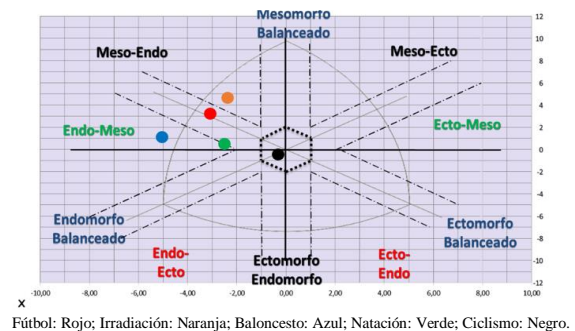 Mesomorfo
Balanceado
Meso-Endo
Meso-Ecto
Endo-Meso
Ecto-Meso
Endomorfo
Balanceado
Ectomorfo
Balanceado
Endo-
Ecto
Ectomorfo
Endomorfo
Ecto-
Endo
12
10
8
6
4
2
0
-2
-4
-6
-8
-10
-12
-10,00 -8,00 -6,00 -4,00 -2,00 0,00 2,00 4,00 6,00 8,00 10,00
x
Fútbol: Rojo; Irradiación: Naranja; Baloncesto: Azul; Natación: Verde; Ciclismo: Negro.